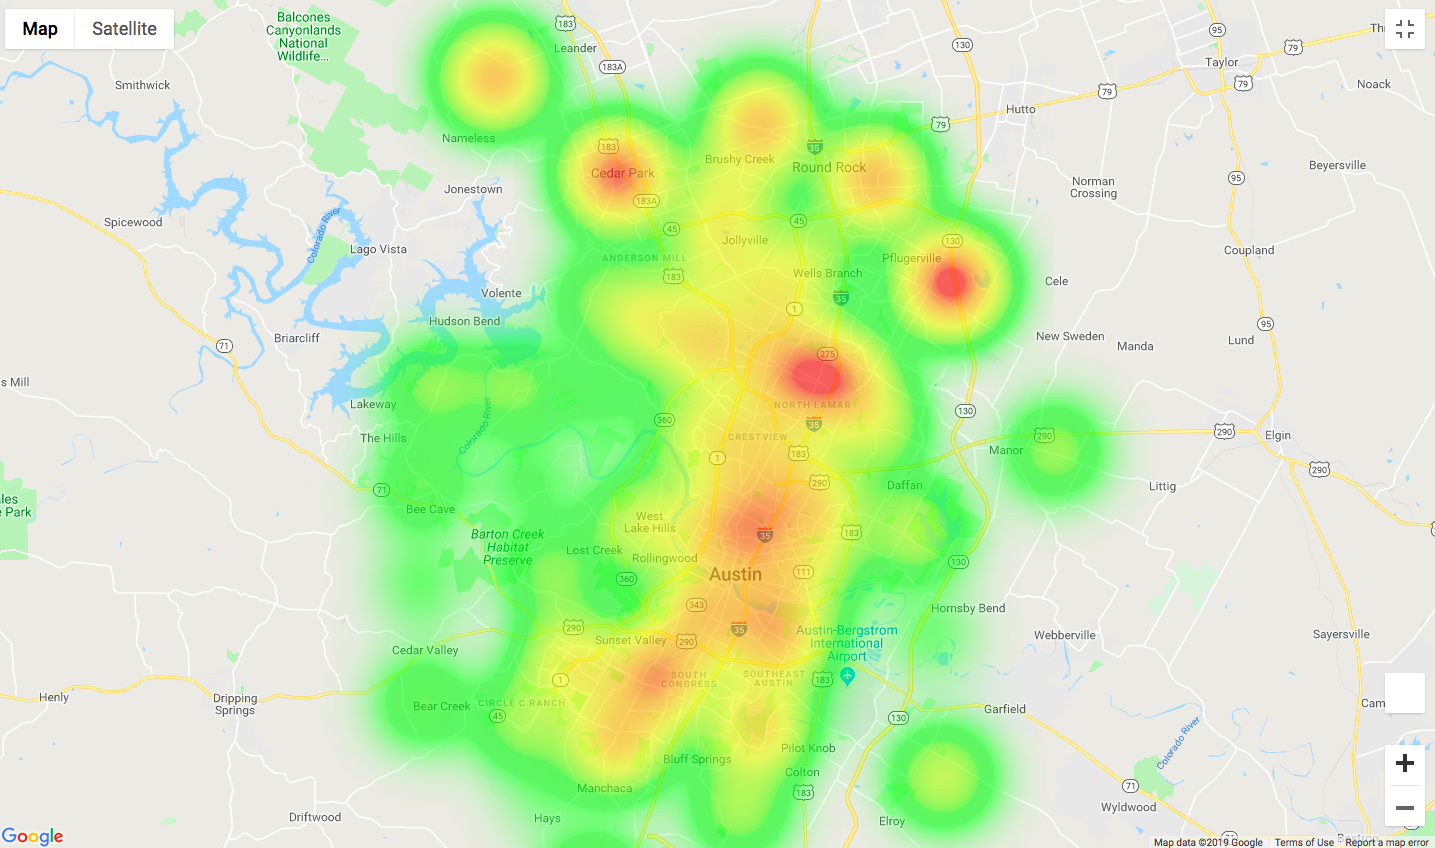 Map
Satellite
Balcones
Canyonlands
National
Wildlife...
183
Leander
183A
130
95
79
Taylor
79
Smithwick
79
Noack
Hutto
79
Nameless
183
35
Brushy Creek
Round Rock
Cedar Park
Beyersville
95
Norman
Crossing
Jonestown
183A
Spicewood
Colorado River
45
45
Lago Vista
Jollyville
130
Coupland
ANDERSON MILL
183
Pflugerville
Wells Branch
Cele
Volente
35
1
Hudson Bend
95
New Sweden
Briarcliff
71
Manda
Lund
275
s Mill
Lakeway
NORTH LAMAR
130
360
35
Colorado River
The Hills
CRESTVIEW
290
290
Elgin
Manor
1
183
290
71
290
Daffan
Littig
les
Park
Bee Cave
West
Lake Hills
Barton Creek
Habitat
Preserve
35
183
Lost Creek
Rollingwood
130
Austin
111
360
343
Hornsby Bend
290
35
Austin-Bergstrom
International
Airport
Webberville
Sayersville
Sunset Valley
290
Cedar Valley
SOUTH
CONGRESS
SOUTHEAST
AUSTIN
183
1
Henly
Dripping
Springs
Bear Creek
CIRCLE C RANCH
45
130
Garfield
Cam
Colorado River
Pilot Knob
Bluff Springs
Colton
Manchaca
183
71
Wyldwood
Driftwood
Hays
Elroy
Google
Map data ©2019 Google
Terms of Use
Report a map error